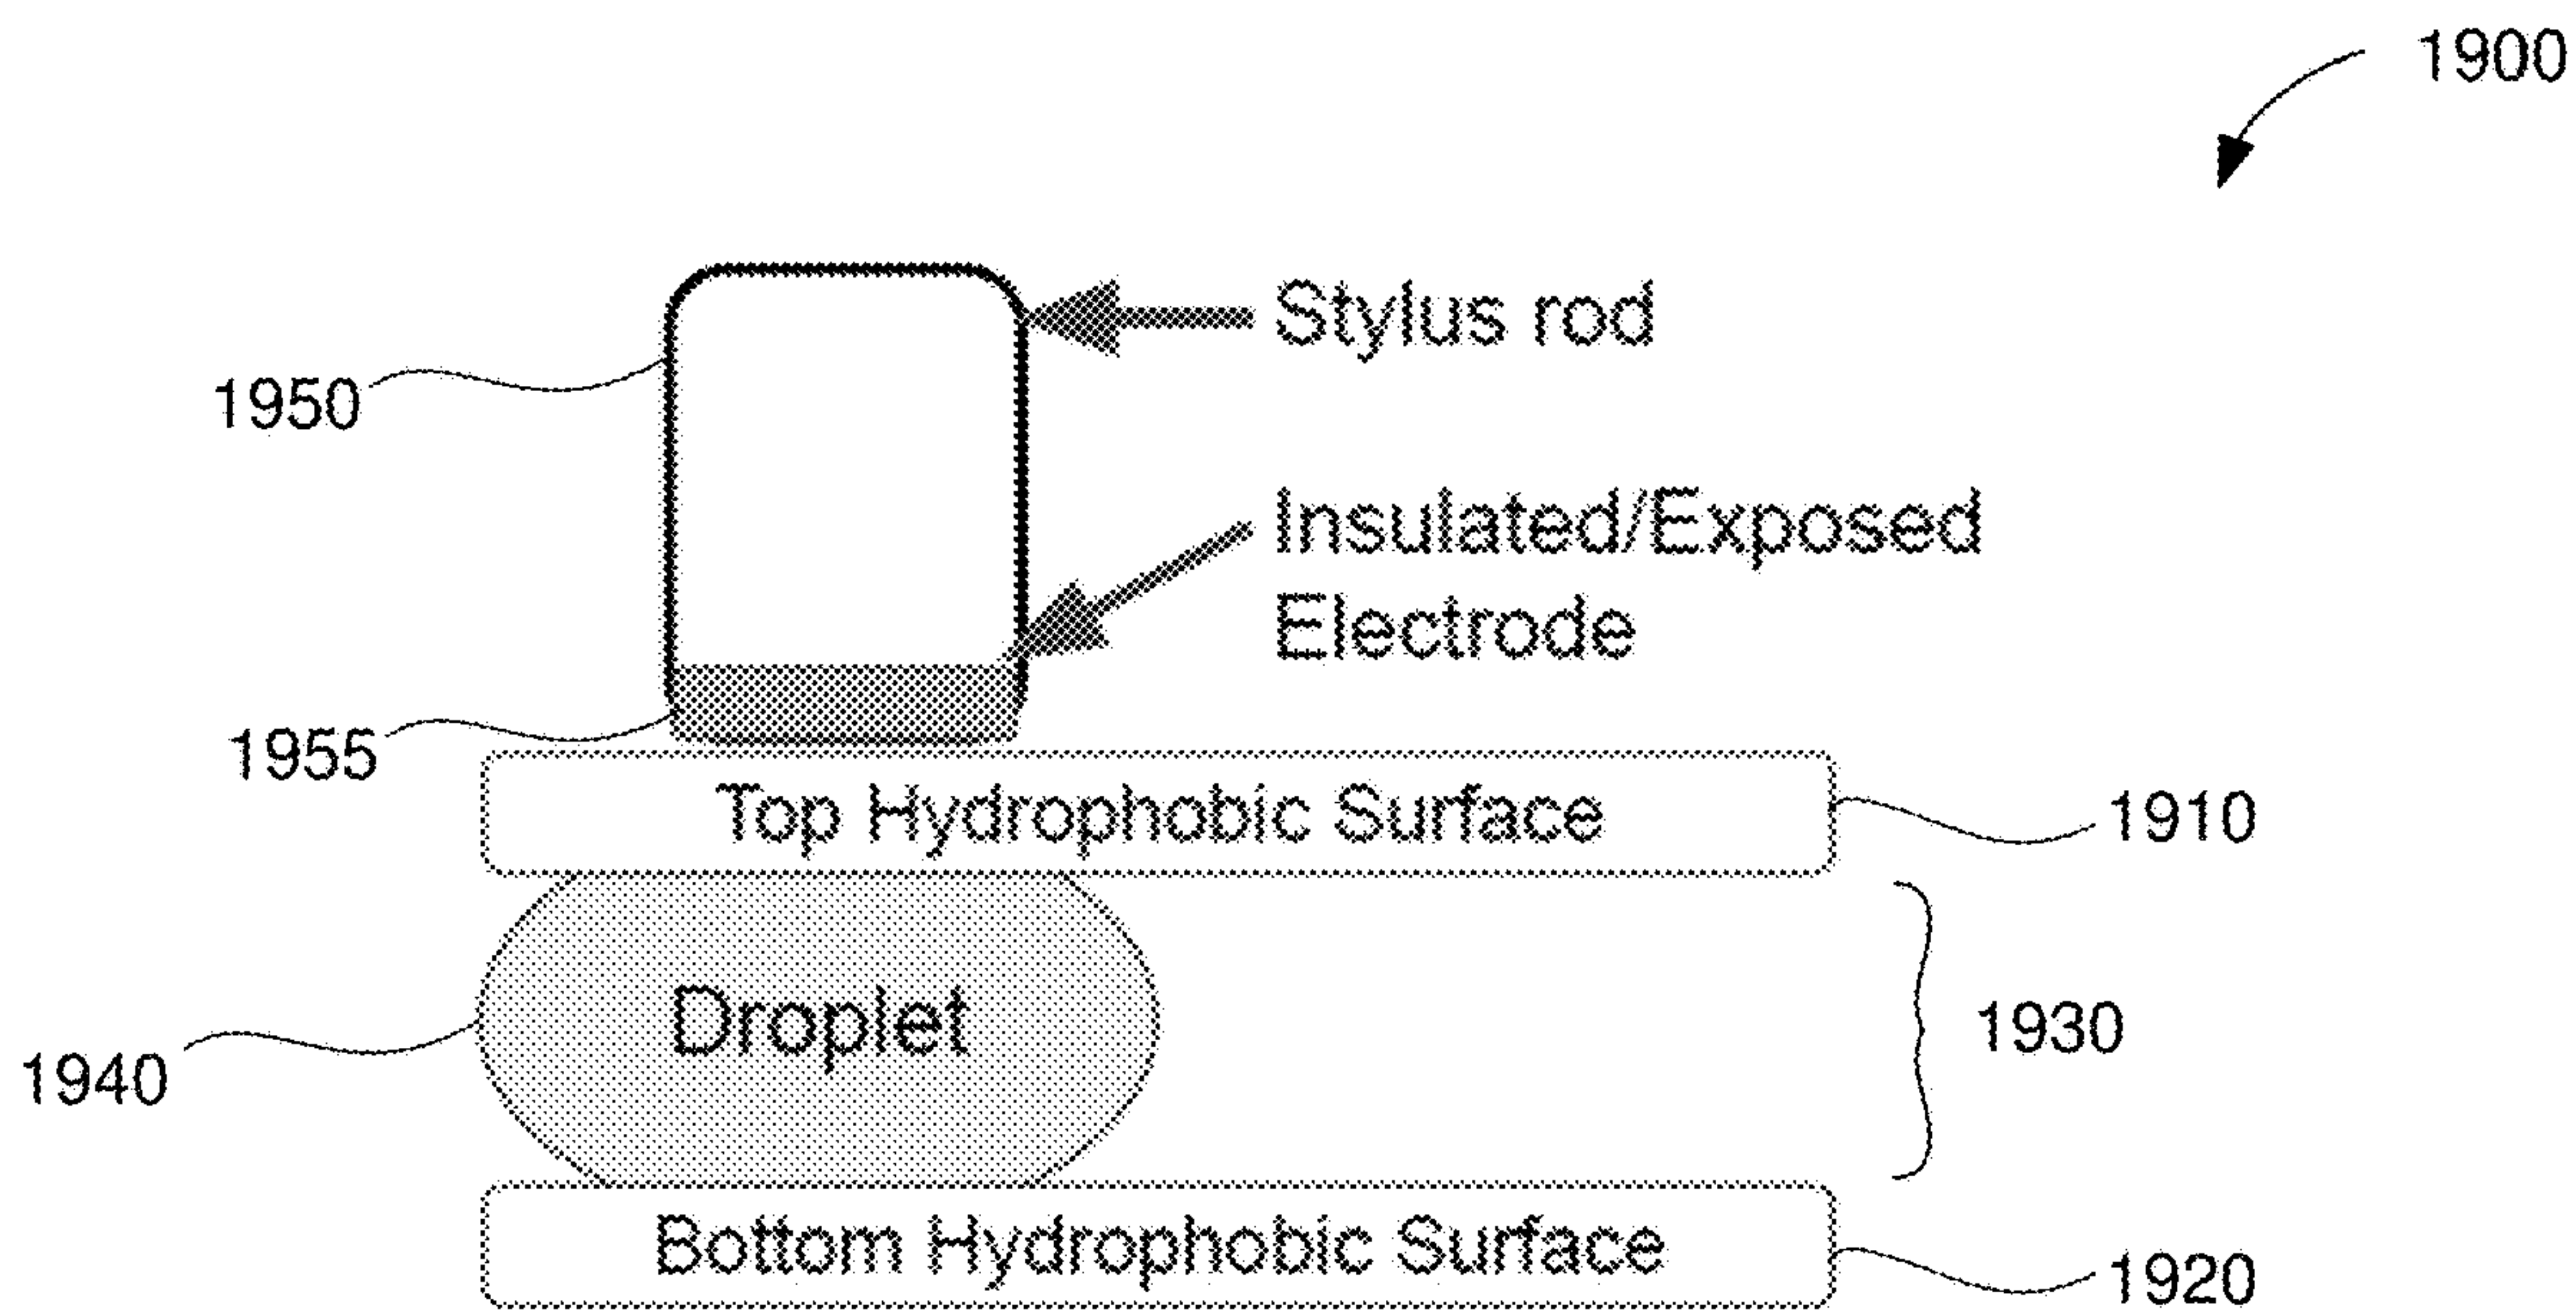 1900
Stylus rod
1950
Insulated/Exposed
Electrode
1955
Top Hydrophobic Surface
1910
Droplet
1930
1940
Bottom Hydrophobic Surface
1920